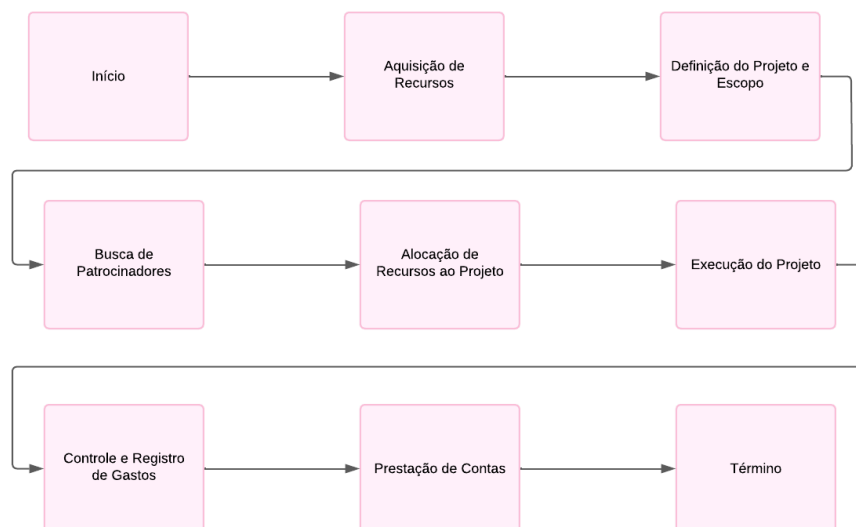 Início
Aquisição de
Recursos
Definição do Projeto e
Escopo
Busca de
Patrocinadores
Alocação de
Recursos ao Projeto
Execução do Projeto
Controle e Registro
de Gastos
Prestação de Contas
Término